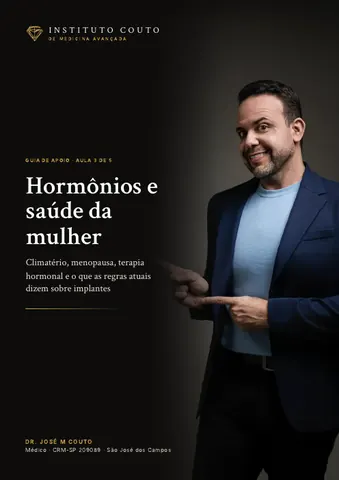 INSTITUTO COUTO
DE MEDICINA AVANÇADA
GUIA DE APOIO · AULA 3 DE 5
Hormônios e
saúde da
mulher
Climatério, menopausa, terapia
hormonal e o que as regras atuais
dizem sobre implantes
DR. JOSÉ M COUTO
Médico · CRM-SP 209089 · São José dos Campos